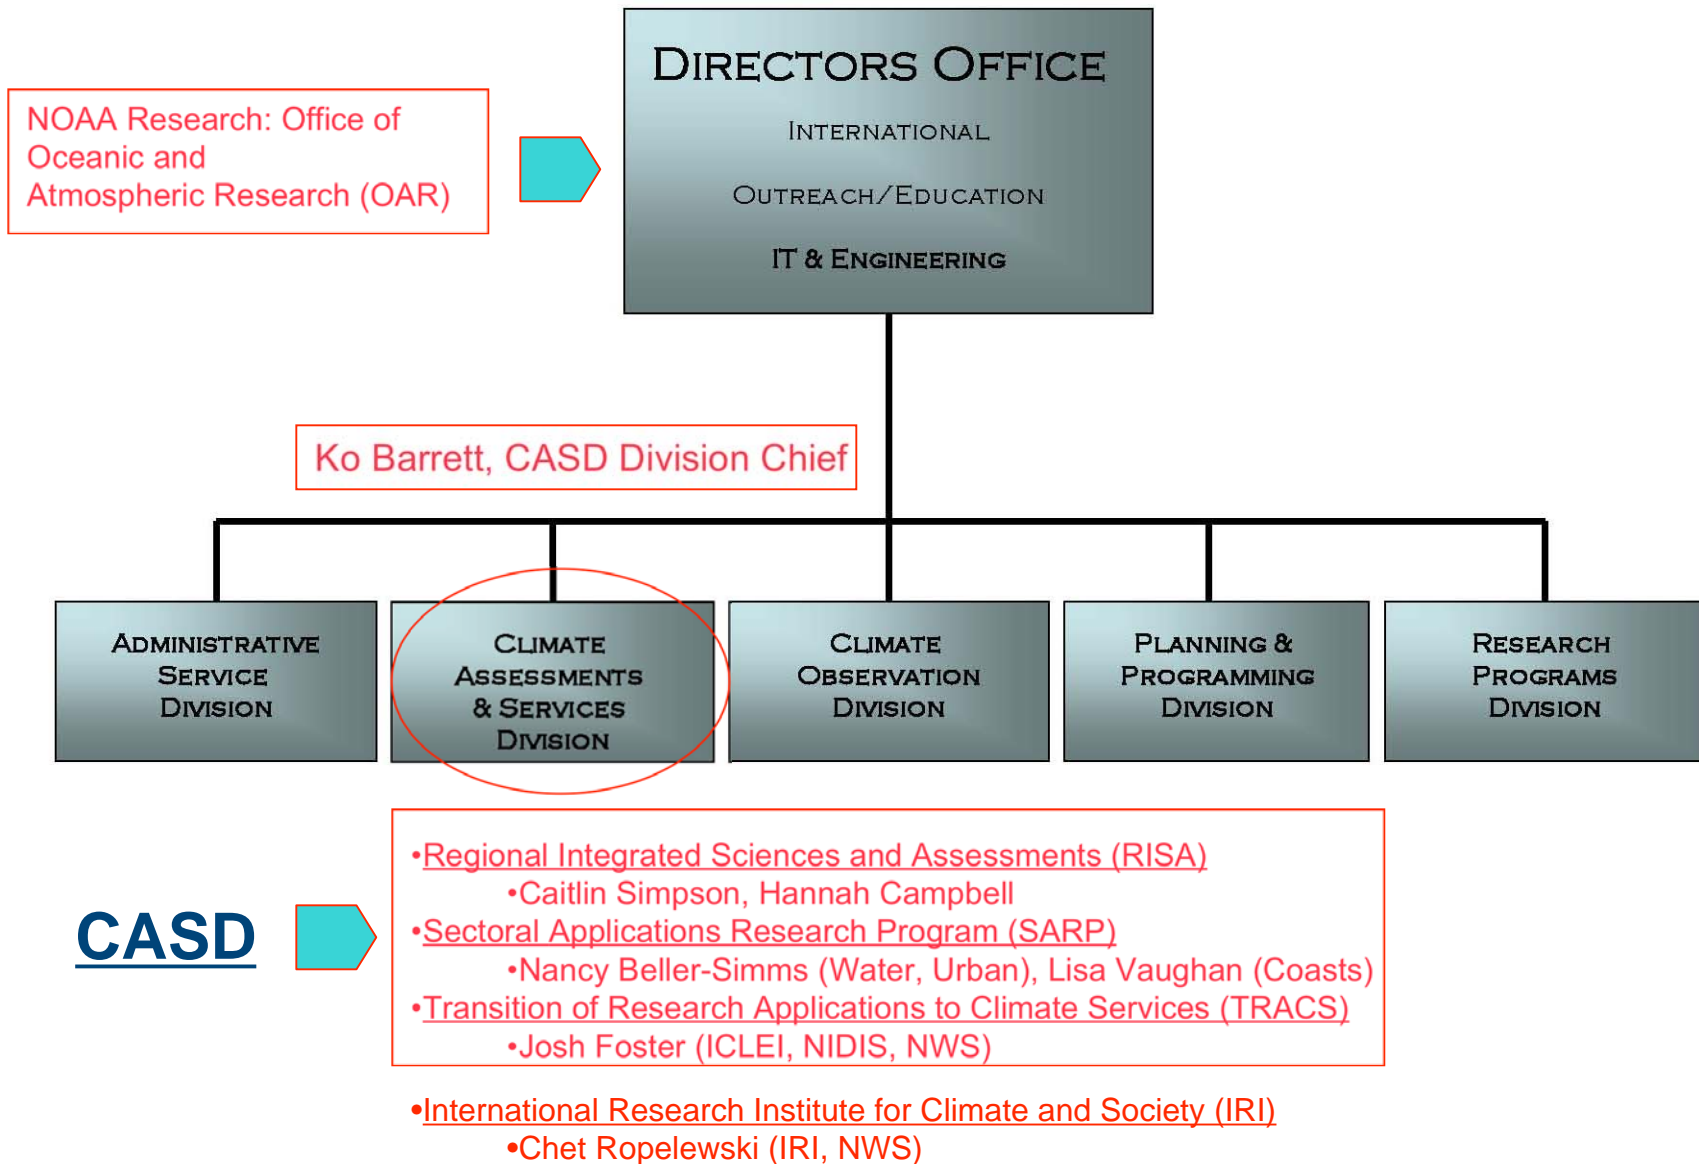 DIRECTORS OFFICE
INTERNATIONAL
OUTREACH/EDUCATION
IT & ENGINEERING
NOAA Research: Office of
Oceanic and
Atmospheric Research (OAR)
Ko Barrett, CASD Division Chief
ADMINISTRATIVE
SERVICE
DIVISION
CLIMATE
ASSESSMENTS
& SERVICES
DIVISION
CLIMATE
OBSERVATION
DIVISION
PLANNING &
PROGRAMMING
DIVISION
RESEARCH
PROGRAMS
DIVISION
CASD
•Regional Integrated Sciences and Assessments (RISA)
•Caitlin Simpson, Hannah Campbell
•Sectoral Applications Research Program (SARP)
•Nancy Beller-Simms (Water, Urban), Lisa Vaughan (Coasts)
•Transition of Research Applications to Climate Services (TRACS)
•Josh Foster (ICLEI, NIDIS, NWS)
•International Research Institute for Climate and Society (IRI)
•Chet Ropelewski (IRI, NWS)